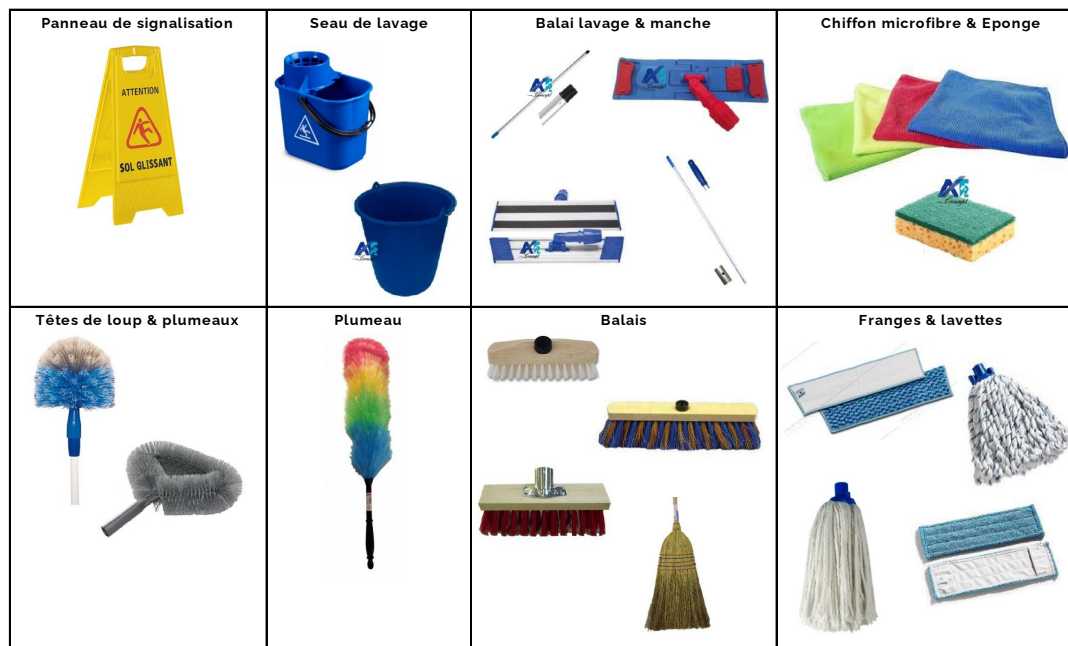 Panneau de signalisation
Seau de lavage
Balai lavage & manche
Chiffon microfibre & Eponge
ATTENTION
SOL GLISSANT
Têtes de loup & plumeaux
Plumeau
Balais
Franges & lavettes